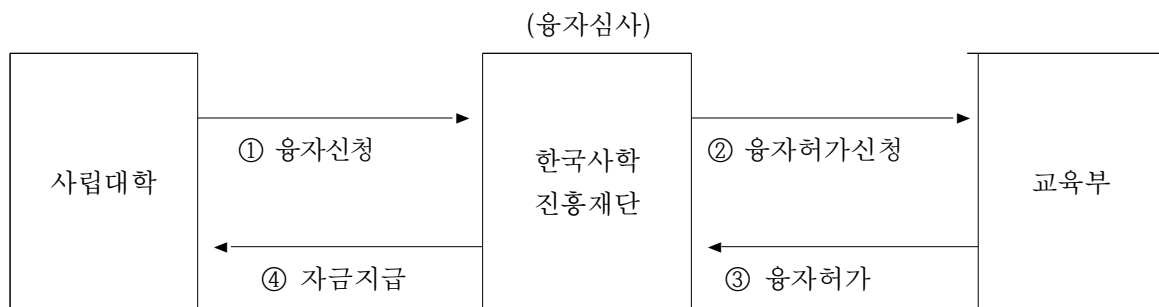 (융자심사)
① 융자신청
② 융자허가신청
사립대학
한국사학
진흥재단
교육부
④ 자금지급
③ 융자허가